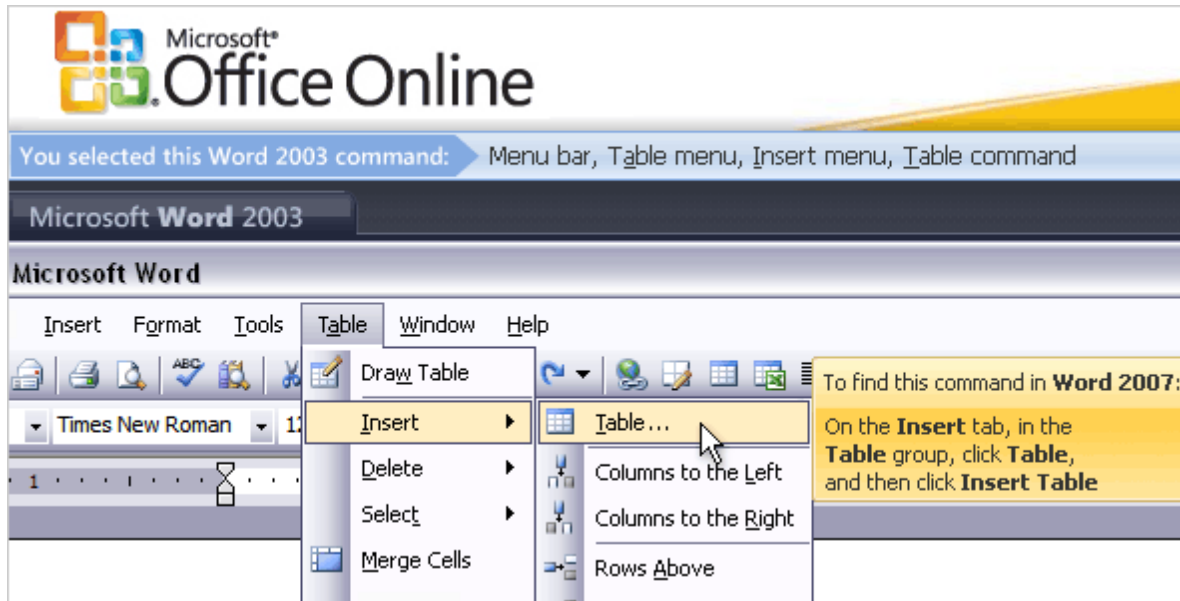 Microsoft®
Office Online
You selected this Word 2003 command: Menu bar, Table menu, Insert menu, Table command
Microsoft Word 2003
Microsoft Word
Insert Format Tools Table Window Help
ABC
Draw Table
To find this command in Word 2007:
Times New Roman 12
Insert
Table...
On the Insert tab, in the
Table group, click Table,
and then click Insert Table
1
Delete
Columns to the Left
Select
Columns to the Right
Merge Cells
Rows Above